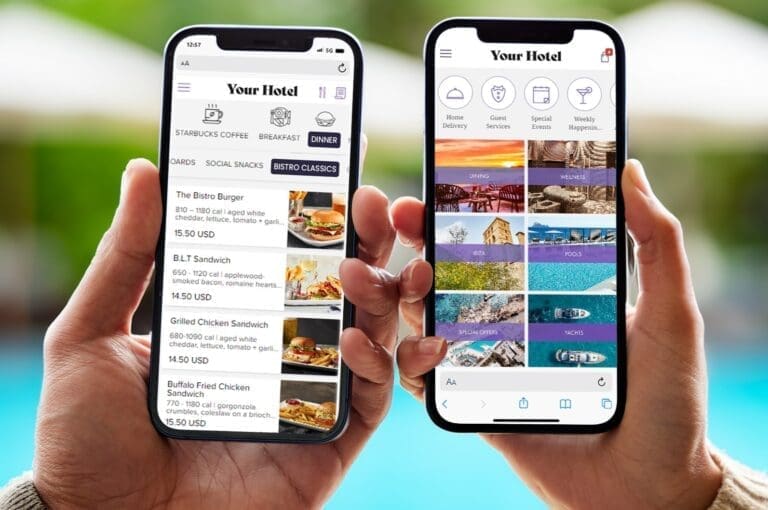 12:57
5G
AA
Your Hotel
STARBUCKS COFFEE
BREAKFAST
DINNER
OARDS
SOCIAL SNACKS
BISTRO CLASSICS
The Bistro Burger
810 – 1180 cal | aged white
cheddar, lettuce, tomato + garli...
15.50 USD
B.L.T Sandwich
650 - 1120 cal | applewood-
smoked bacon, romaine hearts...
14.50 USD
Grilled Chicken Sandwich
680-1090 cal | aged white
cheddar, lettuce, tomato + garlic...
14.50 USD
Buffalo Fried Chicken
Sandwich
770 - 1180 cal | gorgonzola
crumbles, coleslaw on a brioch...
15.50 USD
Your Hotel
Home
Delivery
Guest
Services
Special
Events
Weekly
Happenin...
DINING
WELNESS
IBIZA
POOLS
SPECIAL OFFERS
YACHTS
AA